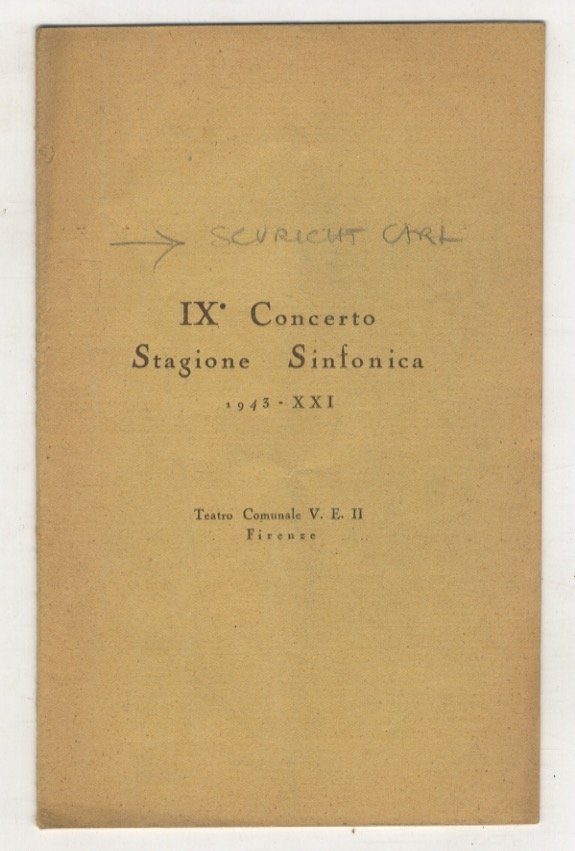 → SCURICHT CARL
IX° Concerto
Stagione Sinfonica
1943 - XXI
Teatro Comunale V. E. II
Firenze